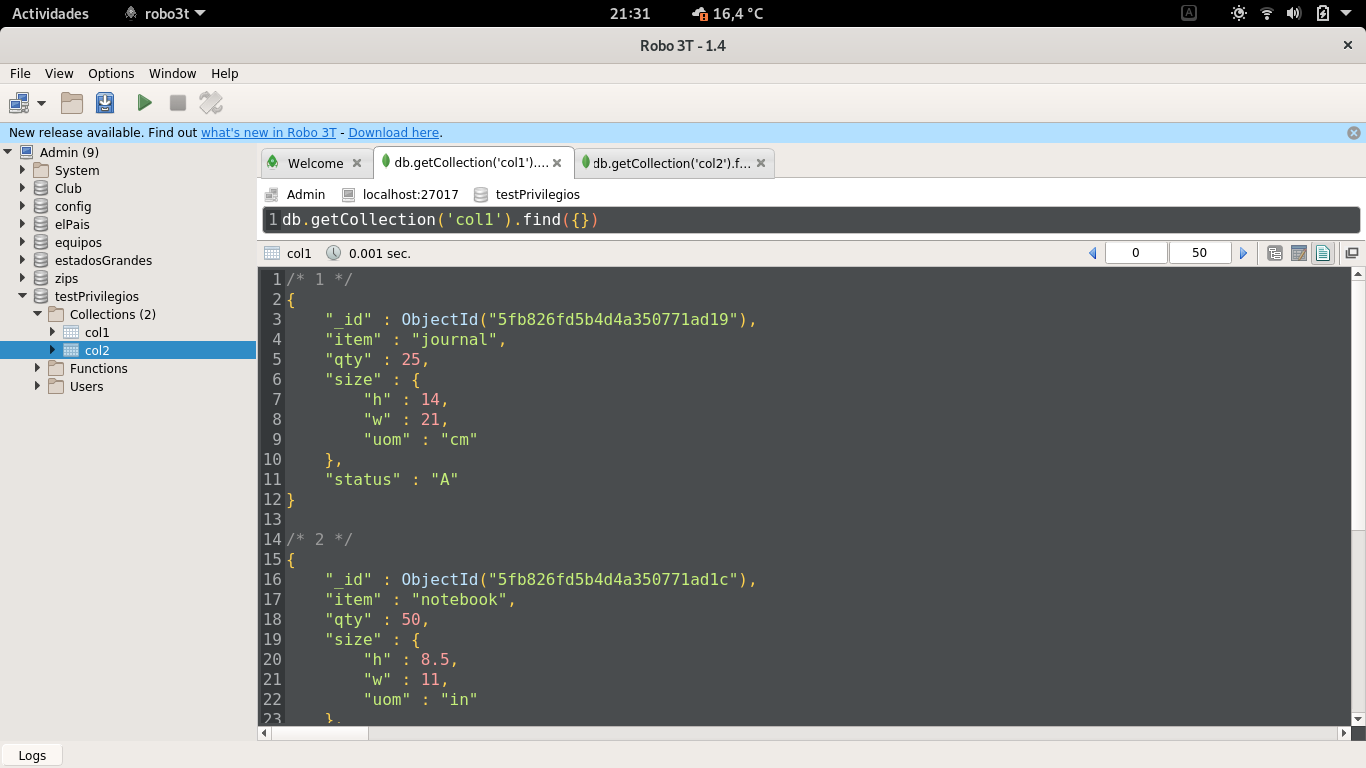 Actividades robo3t 21:31 16,4 °C A
Robo 3T - 1.4
File View Options Window Help
New release available. Find out what's new in Robo 3T - Download here.
Admin (9)
System
Club
config
elPais
equipos
estadosGrandes
zips
testPrivilegios
Collections (2)
col1
col2
Functions
Users
Welcome db.getCollection('col1').... db.getCollection('col2').f...
Admin localhost:27017 testPrivilegios
1 db.getCollection('col1').find({})
col1 0.001 sec. 0 50
1 /* 1 */
2 {
3 "_id" : ObjectId("5fb826fd5b4d4a350771ad19"),
4 "item" : "journal",
5 "qty" : 25,
6 "size" : {
7 "h" : 14,
8 "w" : 21,
9 "uom" : "cm"
10 },
11 "status" : "A"
12 }
13
14 /* 2 */
15 {
16 "_id" : ObjectId("5fb826fd5b4d4a350771ad1c"),
17 "item" : "notebook",
18 "qty" : 50,
19 "size" : {
20 "h" : 8.5,
21 "w" : 11,
22 "uom" : "in"
23 },
Logs